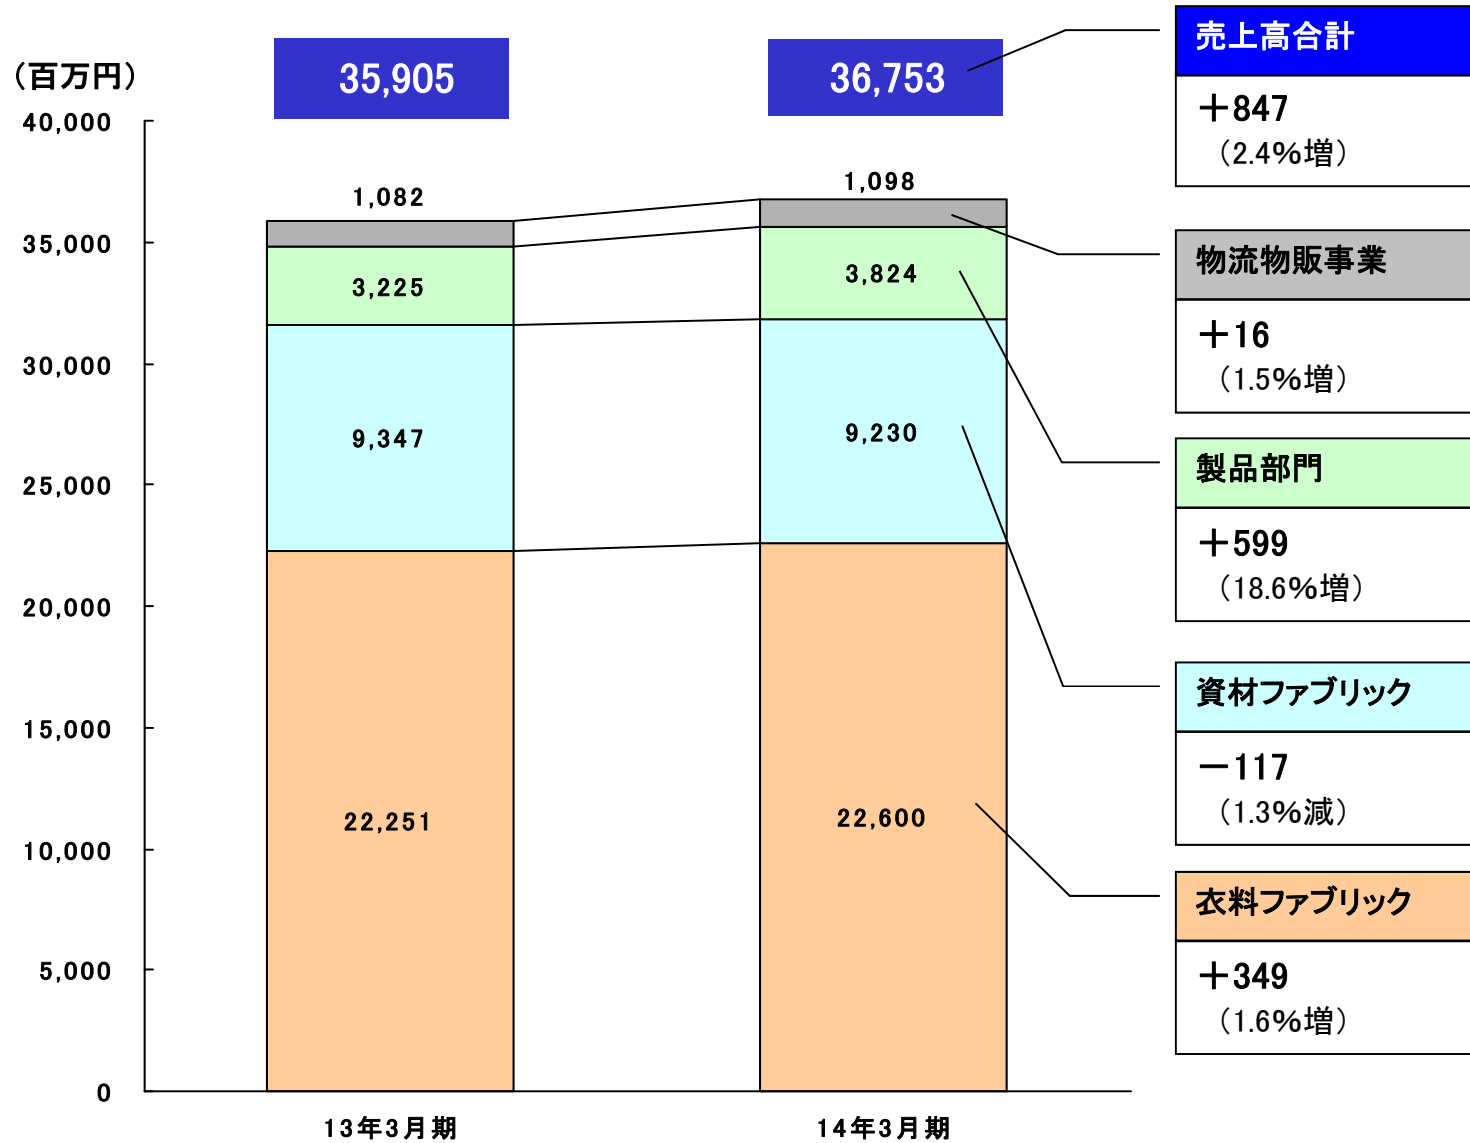 （百万円）
35,905
36,753
40,000
35,000
30,000
25,000
20,000
15,000
10,000
5,000
0
1,082
3,225
9,347
22,251
13年3月期
1,098
3,824
9,230
22,600
14年3月期
売上高合計
＋847
（2.4%増）
物流物販事業
＋16
（1.5%増）
製品部門
＋599
（18.6%増）
資材ファブリック
－117
（1.3%減）
衣料ファブリック
＋349
（1.6%増）